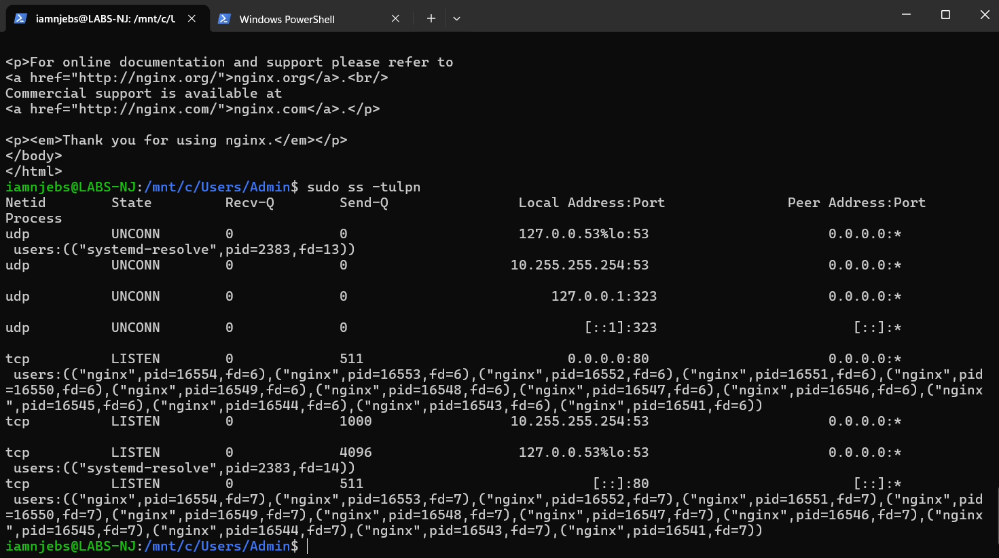 iamnjebs@LABS-NJ: /mnt/c/U
Windows PowerShell
<p>For online documentation and support please refer to
<a href="http://nginx.org/">nginx.org</a>.<br/>
Commercial support is available at
<a href="http://nginx.com/">nginx.com</a>.</p>
<p><em>Thank you for using nginx.</em></p>
</body>
</html>
iamnjebs@LABS-NJ:/mnt/c/Users/Admin$ sudo ss -tulpn
Netid State Recv-Q Send-Q Local Address:Port Peer Address:Port
Process
udp UNCONN 0 0 127.0.0.53%lo:53 0.0.0.0:*
users:(("systemd-resolve",pid=2383,fd=13))
udp UNCONN 0 0 10.255.255.254:53 0.0.0.0:*
udp UNCONN 0 0 127.0.0.1:323 0.0.0.0:*
udp UNCONN 0 0 [::1]:323 [::]:*
tcp LISTEN 0 511 0.0.0.0:80 0.0.0.0:*
users:(("nginx",pid=16554,fd=6),("nginx",pid=16553,fd=6),("nginx",pid=16552,fd=6),("nginx",pid=16551,fd=6),("nginx",pid
=16550,fd=6),("nginx",pid=16549,fd=6),("nginx",pid=16548,fd=6),("nginx",pid=16547,fd=6),("nginx",pid=16546,fd=6),("nginx
",pid=16545,fd=6),("nginx",pid=16544,fd=6),("nginx",pid=16543,fd=6),("nginx",pid=16541,fd=6))
tcp LISTEN 0 1000 10.255.255.254:53 0.0.0.0:*
tcp LISTEN 0 4096 127.0.0.53%lo:53 0.0.0.0:*
users:(("systemd-resolve",pid=2383,fd=14))
tcp LISTEN 0 511 [::]:80 [::]:*
users:(("nginx",pid=16554,fd=7),("nginx",pid=16553,fd=7),("nginx",pid=16552,fd=7),("nginx",pid=16551,fd=7),("nginx",pid
=16550,fd=7),("nginx",pid=16549,fd=7),("nginx",pid=16548,fd=7),("nginx",pid=16547,fd=7),("nginx",pid=16546,fd=7),("nginx
",pid=16545,fd=7),("nginx",pid=16544,fd=7),("nginx",pid=16543,fd=7),("nginx",pid=16541,fd=7))
iamnjebs@LABS-NJ:/mnt/c/Users/Admin$